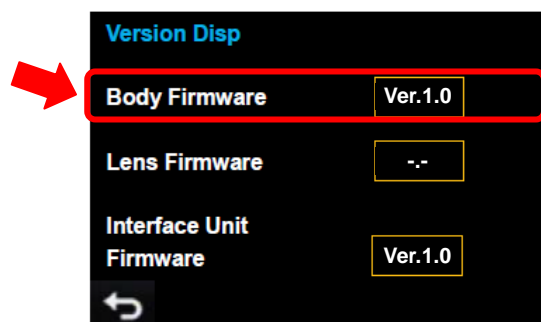 Version Disp
Body Firmware Ver.1.0
Lens Firmware -.-
Interface Unit
Firmware Ver.1.0